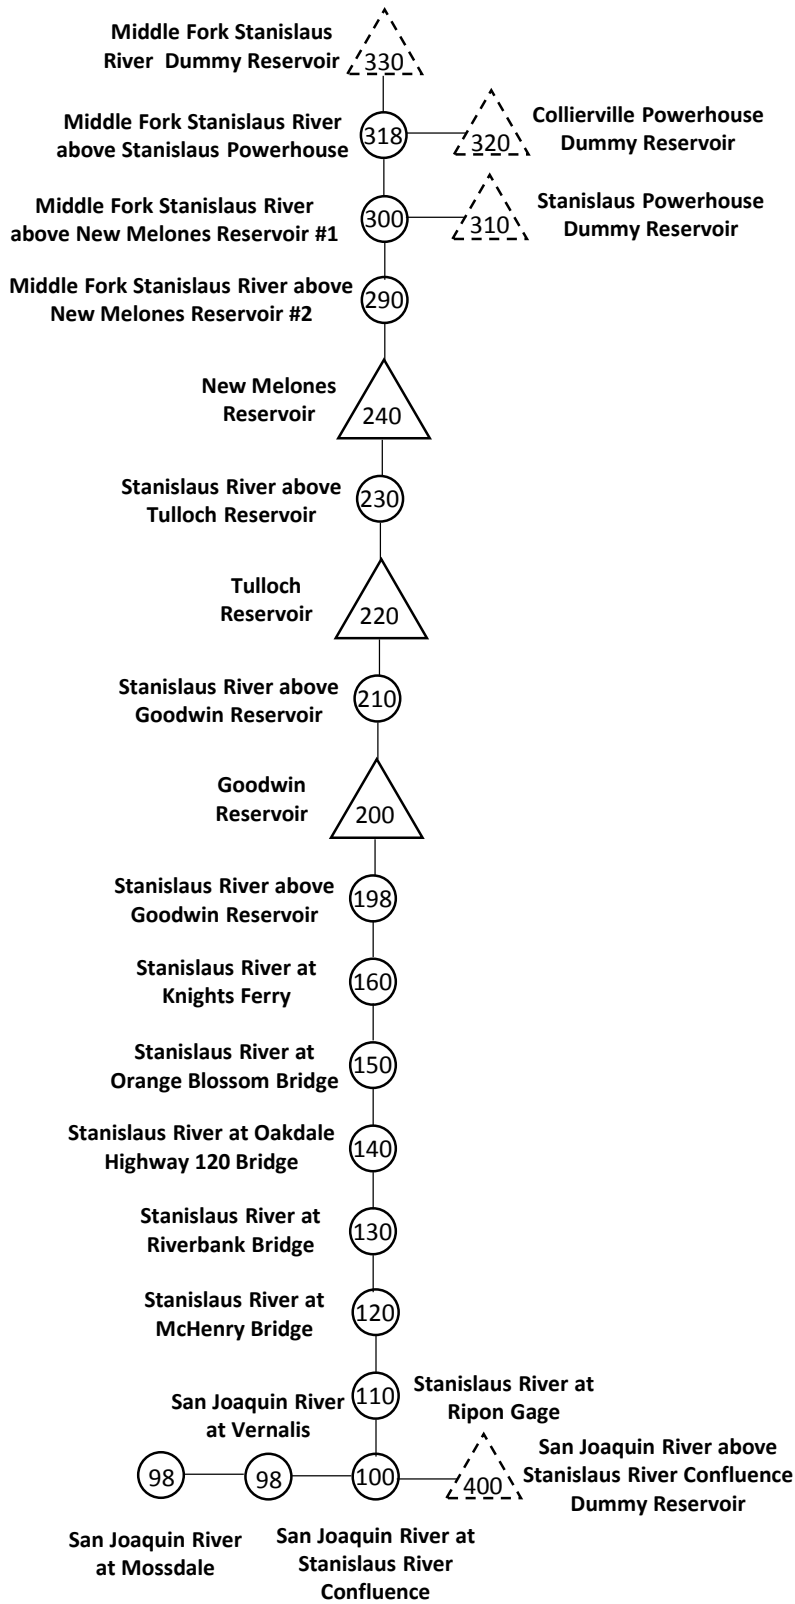 Middle Fork Stanislaus
River Dummy Reservoir
330
Middle Fork Stanislaus River
above Stanislaus Powerhouse
318
320
Collierville Powerhouse
Dummy Reservoir
Middle Fork Stanislaus River
above New Melones Reservoir #1
300
310
Stanislaus Powerhouse
Dummy Reservoir
Middle Fork Stanislaus River above
New Melones Reservoir #2
290
New Melones
Reservoir
240
Stanislaus River above
Tulloch Reservoir
230
Tulloch
Reservoir
220
Stanislaus River above
Goodwin Reservoir
210
Goodwin
Reservoir
200
Stanislaus River above
Goodwin Reservoir
198
Stanislaus River at
Knights Ferry
160
Stanislaus River at
Orange Blossom Bridge
150
Stanislaus River at Oakdale
Highway 120 Bridge
140
Stanislaus River at
Riverbank Bridge
130
Stanislaus River at
McHenry Bridge
120
110
Stanislaus River at
Ripon Gage
San Joaquin River
at Vernalis
98
98
100
400
San Joaquin River above
Stanislaus River Confluence
Dummy Reservoir
San Joaquin River
at Mossdale
San Joaquin River at
Stanislaus River
Confluence